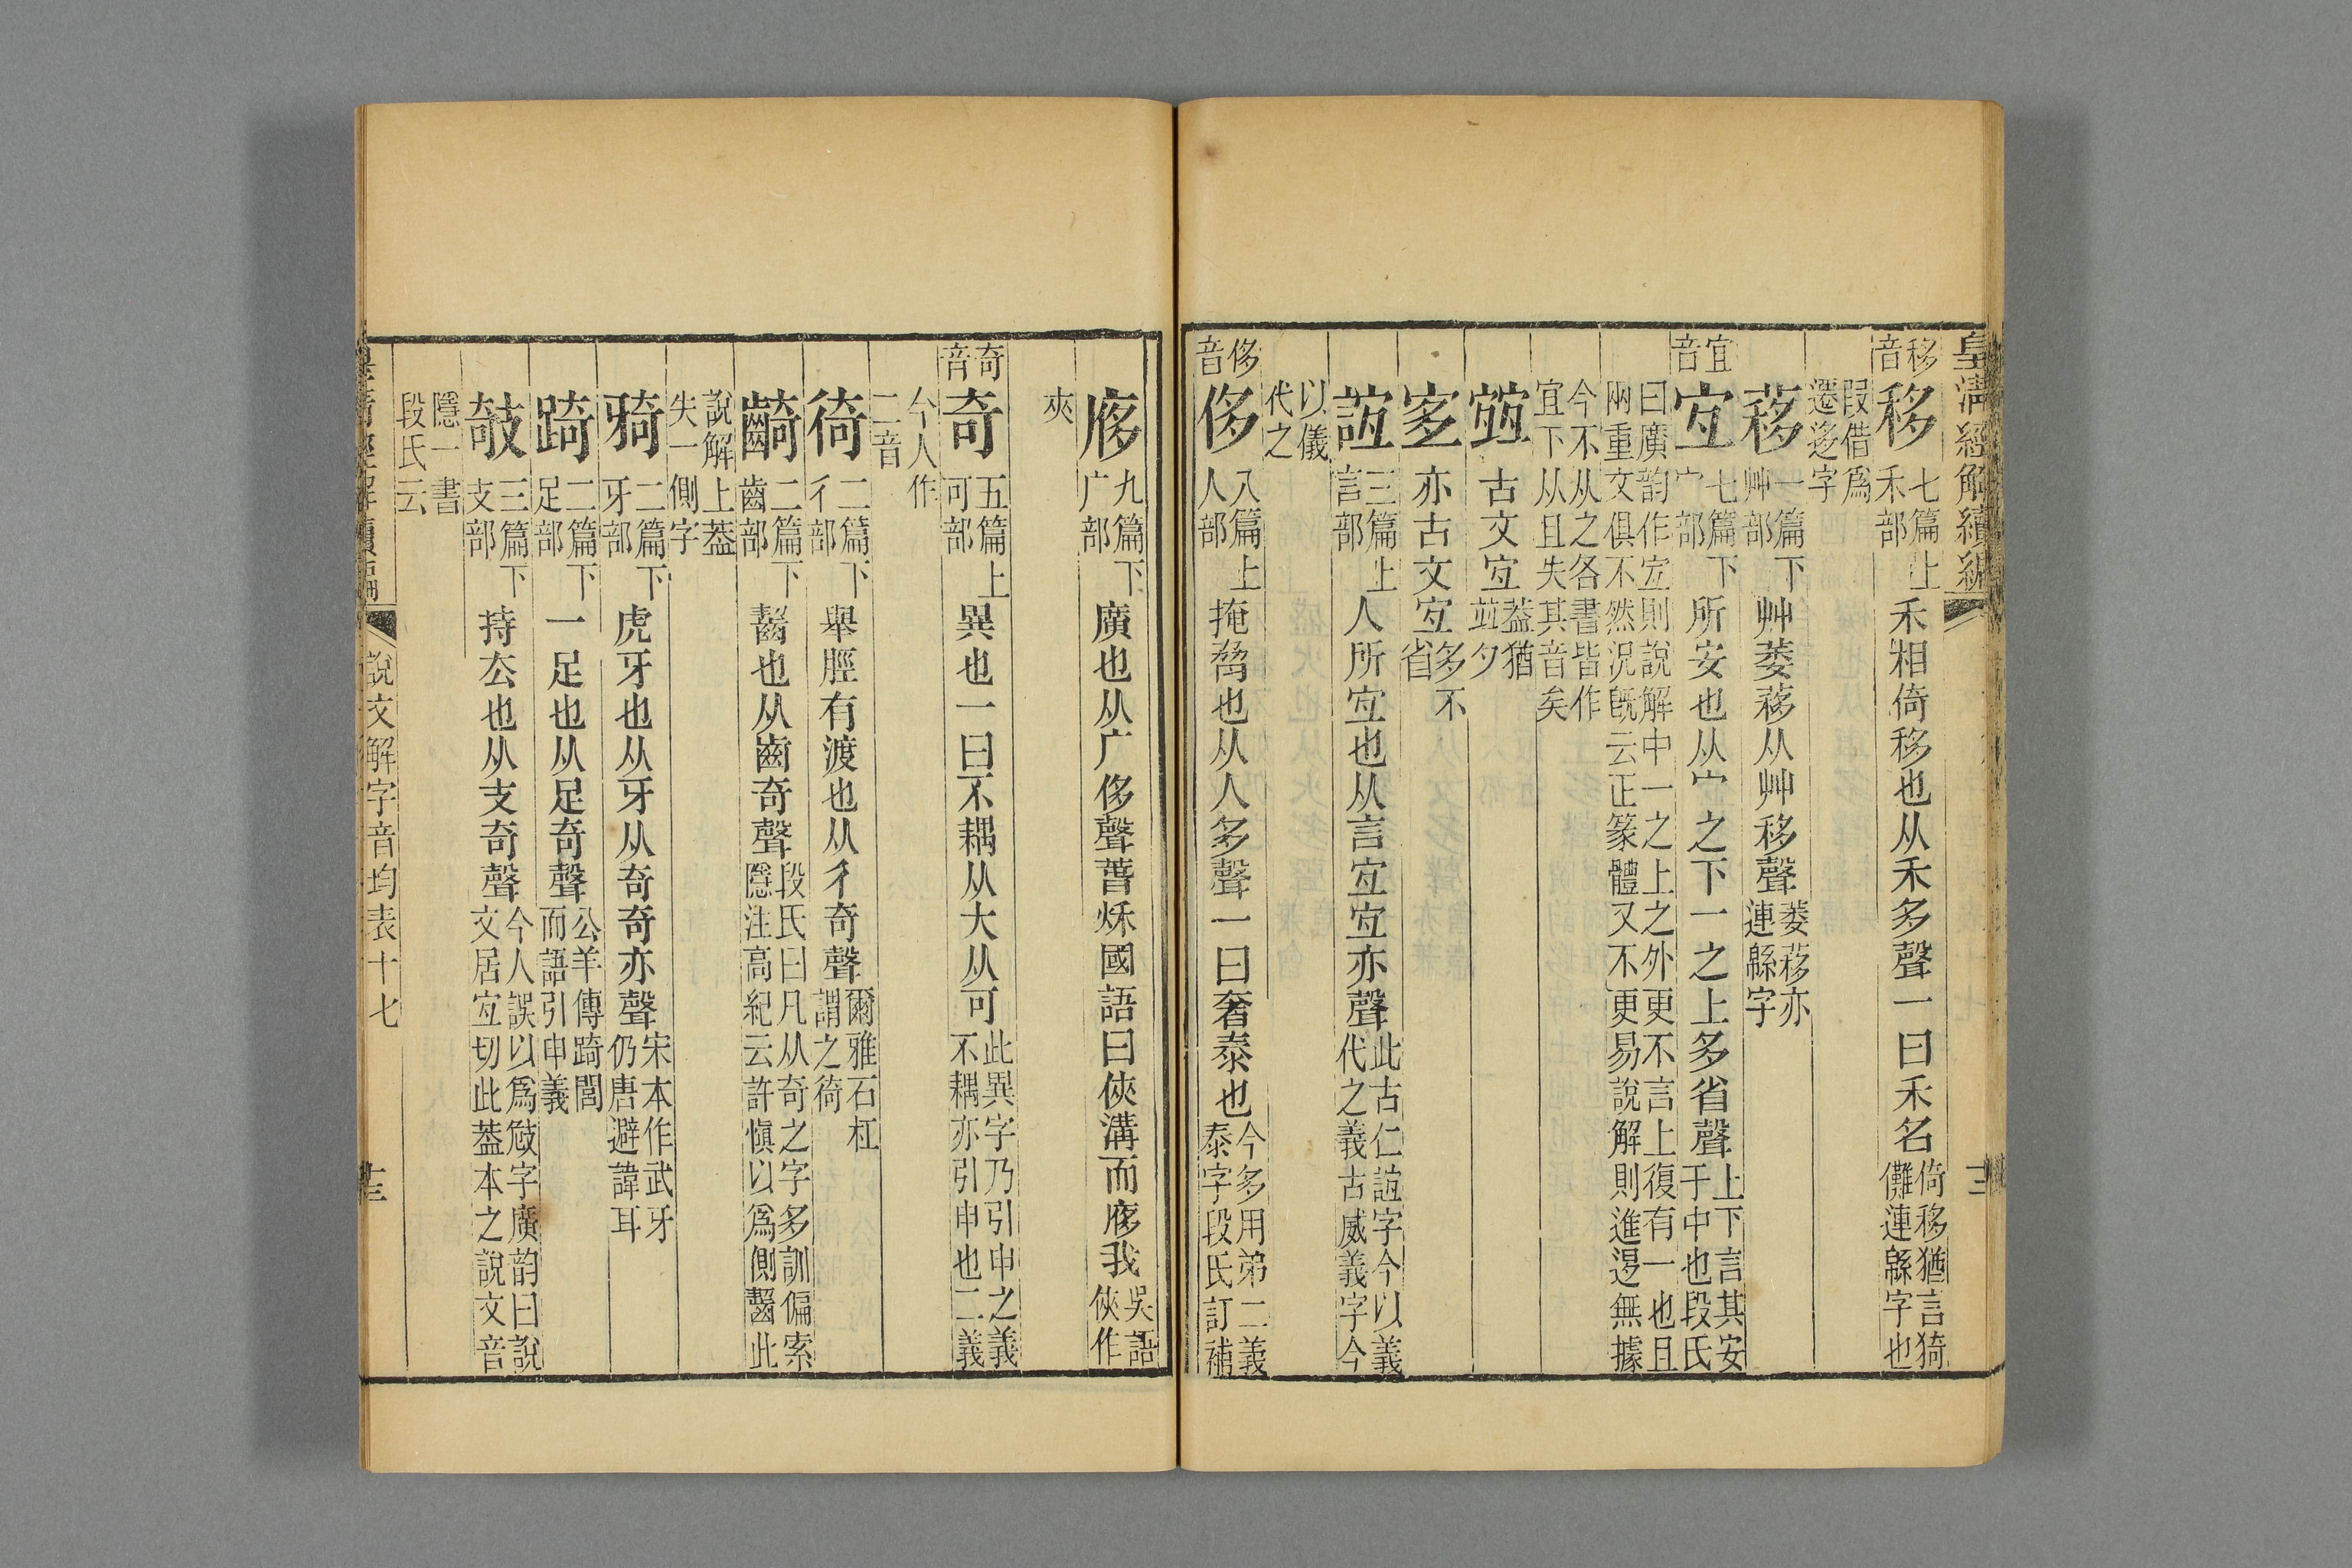 皇清經解續編
移音 移 七篇上禾部 禾相倚移也从禾多聲一曰禾名 倚移猶言猗儺連緜字也
叚借爲遷迻字
蓚 一篇下艸部 艸萎蓚从艸移聲 萎蓚亦連緜字
宜音 宐 七篇下宀部 所安也从宀之下一之上多省聲 上下言其安于中也段氏
曰廣韵作宐則說解中一之上之外更不言上復有一也且兩重文俱不然況旣云正篆體又不更易說解則進退無據
今不从之各書皆作宜下从且失其音矣
古文宐 葢猶竝夕
亦古文宐 多不省
誼 三篇上言部 人所宐也从言宐宐亦聲 此古仁誼字今以義代之義古威義字今
以儀代之
侈音 侈 八篇上人部 掩脅也从人多聲一曰奢泰也 今多用弟二義泰字段氏訂補
廖 九篇下广部 廣也从广侈聲萅秌國語曰俠溝而廖我 吳語俠作
夾
奇音 奇 五篇上可部 異也一曰不耦从大从可 此異字乃引申之義不耦亦引申也二義
今人作二音
徛 二篇下彳部 舉脛有渡也从彳奇聲 爾雅石杠謂之徛
齮 二篇下齒部 齧也从齒奇聲 段氏曰凡从奇之字多訓偏索隱注高紀云許愼以爲側齧此
說解上葢失一側字
㸻 二篇下牙部 虎牙也从牙从奇奇亦聲 宋本作武牙仍唐避諱耳
踦 二篇下足部 一足也从足奇聲 公羊傳踦閭而語引申義
攲 三篇下支部 持去也从支奇聲 今人誤以爲㩻字廣韵曰說文居宐切此葢本之說文音
隱一書段氏云
皇清經解續編 說文解字音均表十七 十三